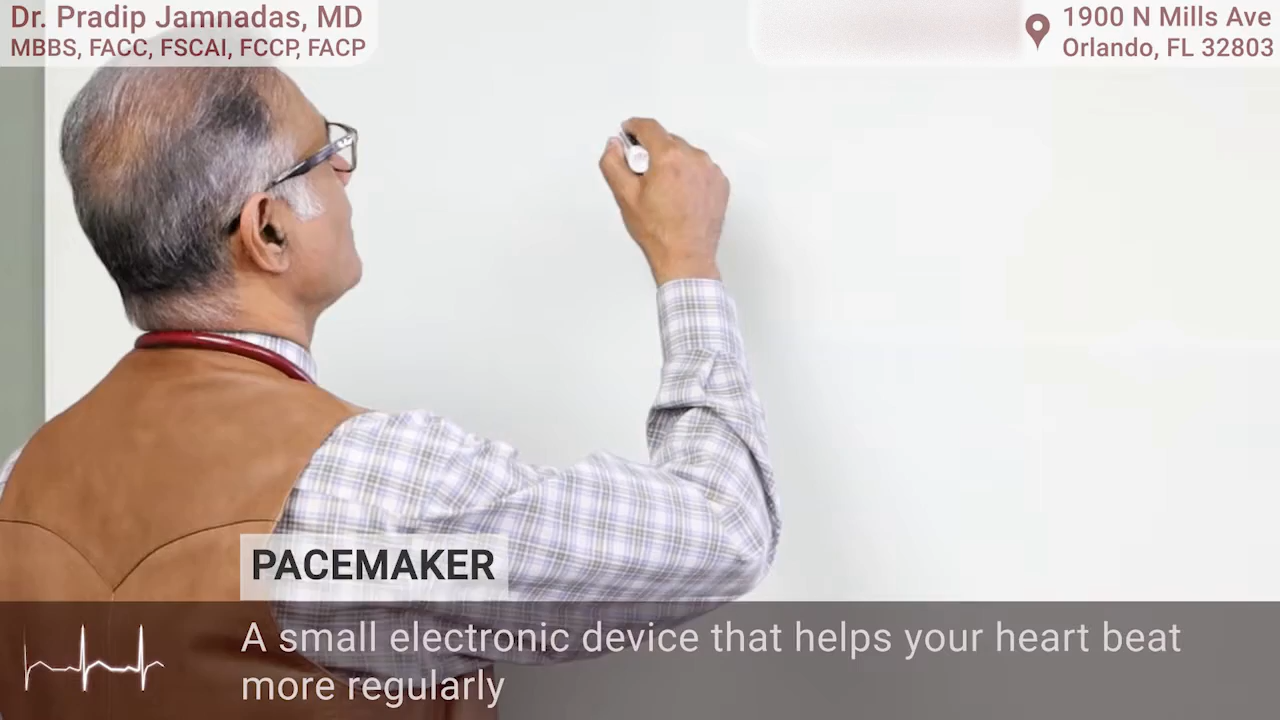 Dr. Pradip Jamnadas, MD
MBBS, FACC, FSCAI, FCCP, FACP
1900 N Mills Ave
Orlando, FL 32803
PACEMAKER
A small electronic device that helps your heart beat
more regularly